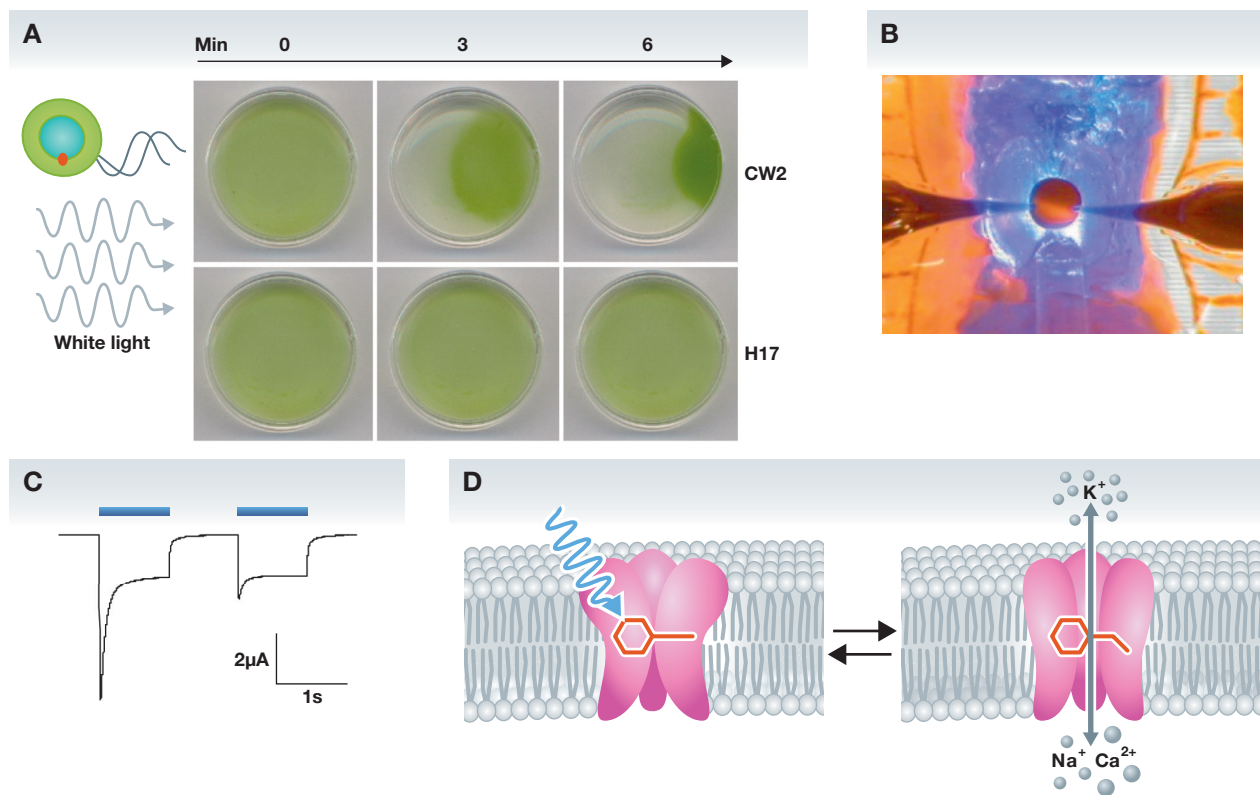 A
Min 0 3 6
CW2
White light
H17
B
C
2µA
1s
D
K⁺
Na⁺ Ca²⁺